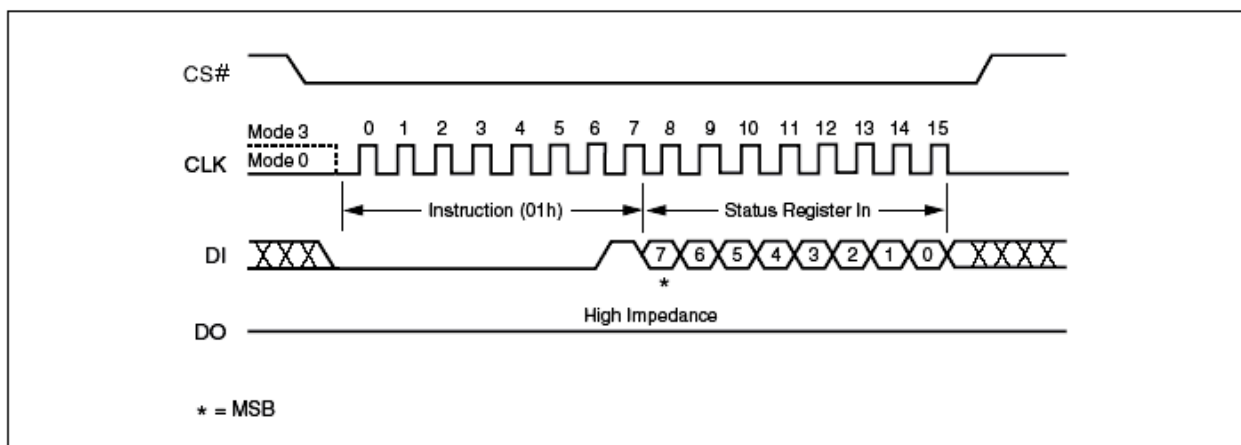 CS#
Mode 3 0 1 2 3 4 5 6 7 8 9 10 11 12 13 14 15
CLK Mode 0
Instruction (01h) Status Register In
DI 7 6 5 4 3 2 1 0
*
High Impedance
DO
* = MSB